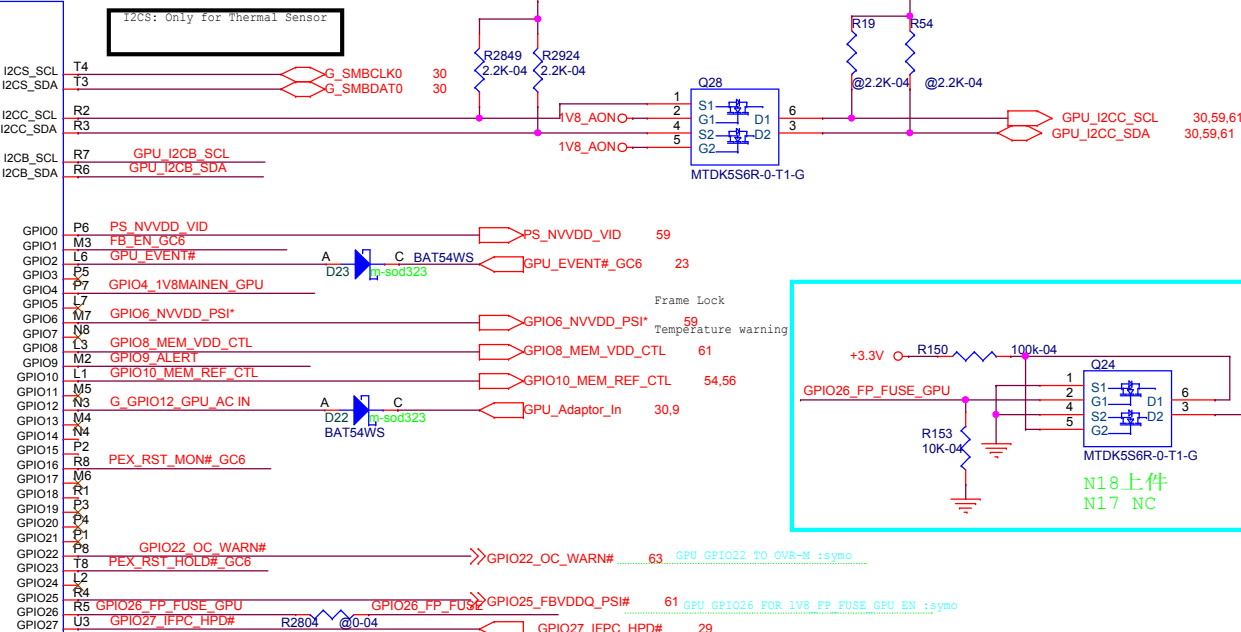 I2CS: Only for Thermal Sensor
R2849
2.2K-04
R2924
2.2K-04
R19
@2.2K-04
R54
@2.2K-04
I2CS_SCL T4 G_SMBCLK0 30
I2CS_SDA T3 G_SMBDAT0 30
I2CC_SCL R2
I2CC_SDA R3
1V8_AON
1V8_AON
Q28
1 S1
2 G1 D1 6
4 S2 D2 3
5 G2
MTDK5S6R-0-T1-G
GPU_I2CC_SCL 30,59,61
GPU_I2CC_SDA 30,59,61
I2CB_SCL R7 GPU_I2CB_SCL
I2CB_SDA R6 GPU_I2CB_SDA
GPIO0 P6 PS_NVVDD_VID PS_NVVDD_VID 59
GPIO1 M3 FB_EN_GC6
GPIO2 L6 GPU_EVENT# A D23 C BAT54WS m-sod323 GPU_EVENT#_GC6 23
GPIO3 P5
GPIO4 P7 GPIO4_1V8MAINEN_GPU
GPIO5 L7
Frame Lock
GPIO6 M7 GPIO6_NVVDD_PSI* GPIO6_NVVDD_PSI* 59
Temperature warning
GPIO7 N8
GPIO8 L3 GPIO8_MEM_VDD_CTL GPIO8_MEM_VDD_CTL 61
GPIO9 M2 GPIO9_ALERT
GPIO10 L1 GPIO10_MEM_REF_CTL GPIO10_MEM_REF_CTL 54,56
GPIO11 M5
GPIO12 N3 G_GPIO12_GPU_AC IN A D22 C m-sod323 BAT54WS GPU_Adaptor_In 30,9
GPIO13 M4
GPIO14 N4
GPIO15 P2
GPIO16 R8 PEX_RST_MON#_GC6
GPIO17 M6
GPIO18 R1
GPIO19 P3
GPIO20 P4
GPIO21 P1
GPIO22 P8 GPIO22_OC_WARN# GPIO22_OC_WARN# 63 GPU GPIO22 TO OVR-M :symo
GPIO23 T8 PEX_RST_HOLD#_GC6
GPIO24 L2
GPIO25 R4 GPIO25_FBVDDQ_PSI# 61 GPU GPIO26 FOR 1V8 FP FUSE GPU EN :symo
GPIO26 R5 GPIO26_FP_FUSE_GPU R2804 @0-04 GPIO26_FP_FUSE
GPIO27 U3 GPIO27_IFPC_HPD# GPIO27_IFPC_HPD# 29
+3.3V R150 100k-04
Q24
GPIO26_FP_FUSE_GPU
1 S1
2 G1 D1 6
4 S2 D2 3
5 G2
R153
10K-04
MTDK5S6R-0-T1-G
N18上件
N17 NC